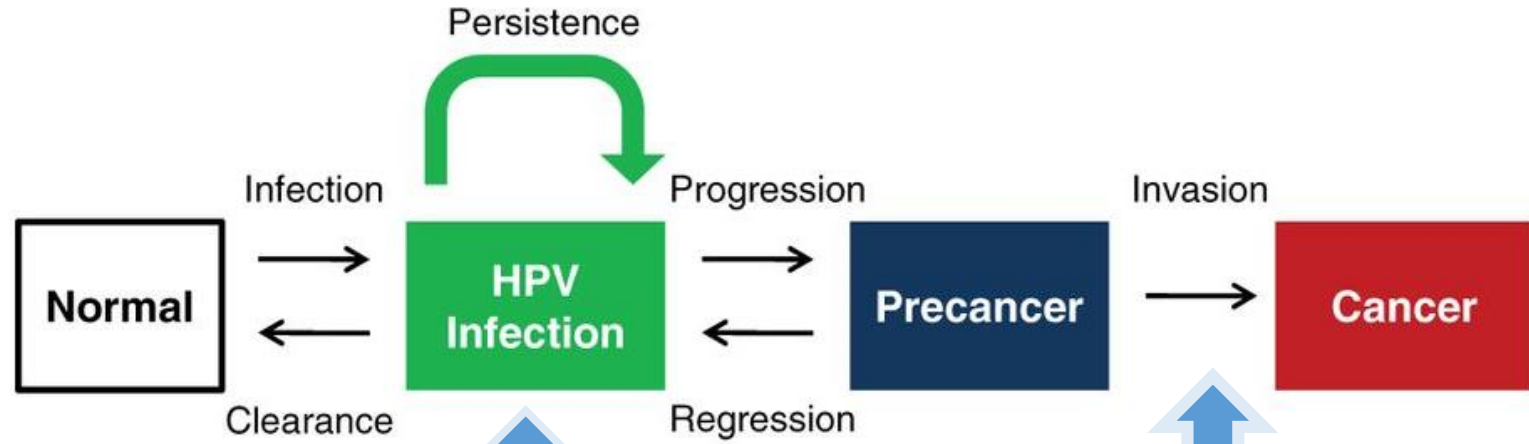 Persistence
Infection
Progression
Invasion
Normal
HPV
Infection
Precancer
Cancer
Clearance
Regression